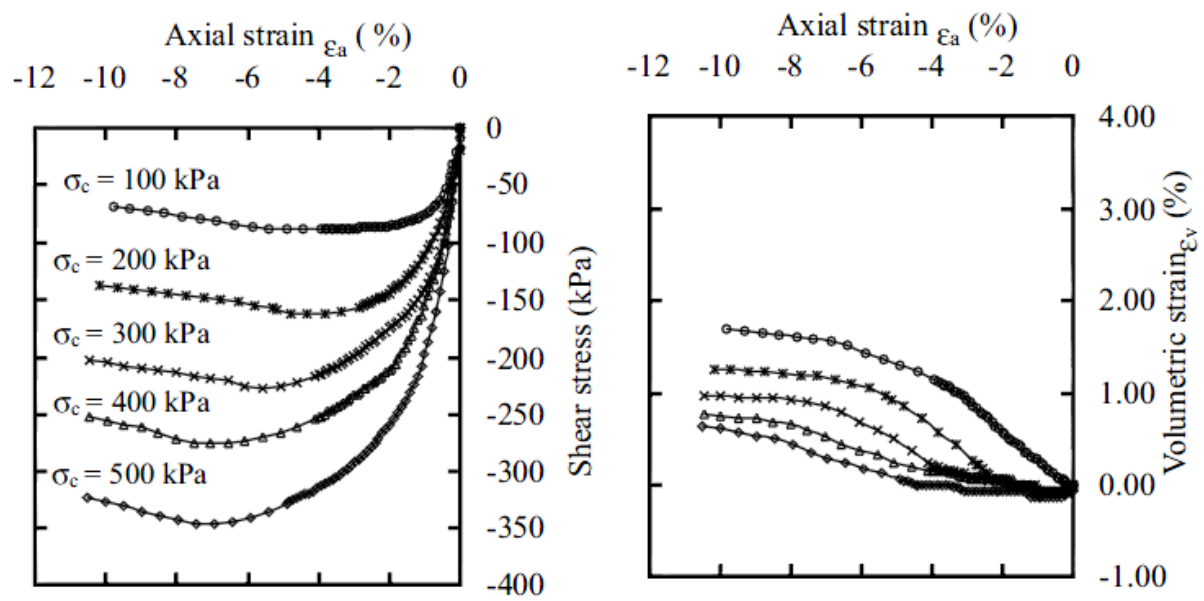 Axial strain εa ( %)
-12 -10 -8 -6 -4 -2 0
0
-50
-100
-150
-200
-250
-300
-350
-400
Shear stress (kPa)
σc = 100 kPa
σc = 200 kPa
σc = 300 kPa
σc = 400 kPa
σc = 500 kPa
Axial strain εa (%)
-12 -10 -8 -6 -4 -2 0
4.00
3.00
2.00
1.00
0.00
-1.00
Volumetric strain εv (%)